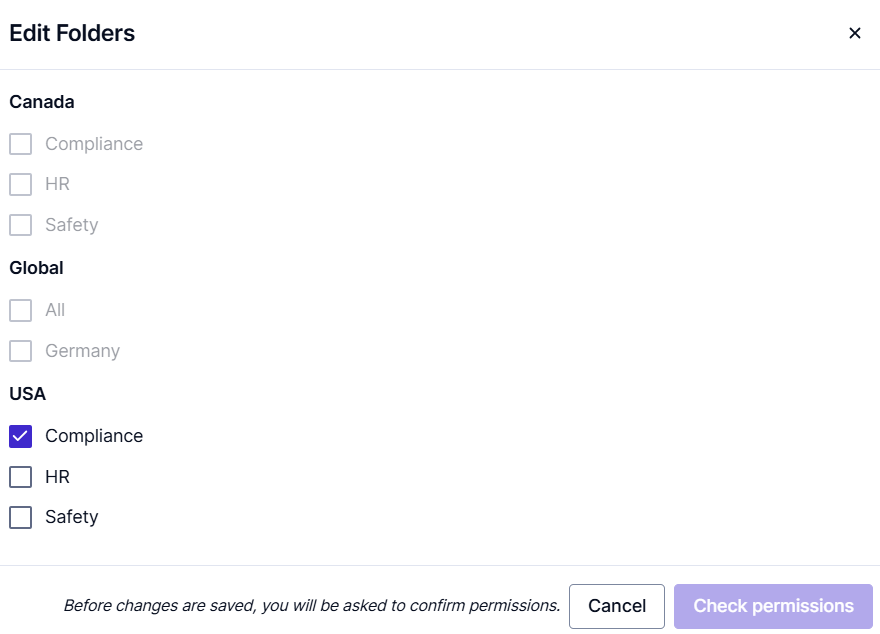 Edit Folders
Canada
Compliance
HR
Safety
Global
All
Germany
USA
Compliance
HR
Safety
Before changes are saved, you will be asked to confirm permissions. Cancel Check permissions